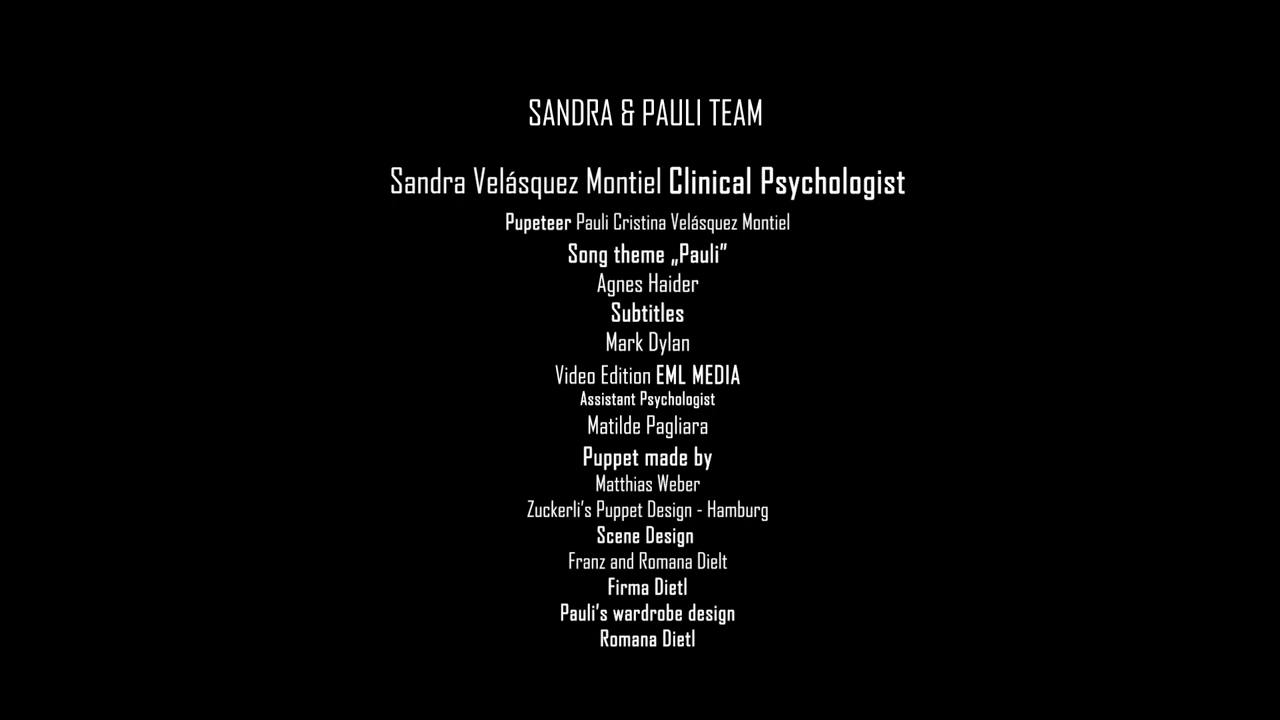 SANDRA & PAULI TEAM
Sandra Velásquez Montiel Clinical Psychologist
Pupeteer Pauli Cristina Velásquez Montiel
Song theme „Pauli”
Agnes Haider
Subtitles
Mark Dylan
Video Edition EML MEDIA
Assistant Psychologist
Matilde Pagliara
Puppet made by
Matthias Weber
Zuckerli’s Puppet Design - Hamburg
Scene Design
Franz and Romana Dielt
Firma Dietl
Pauli’s wardrobe design
Romana Dietl